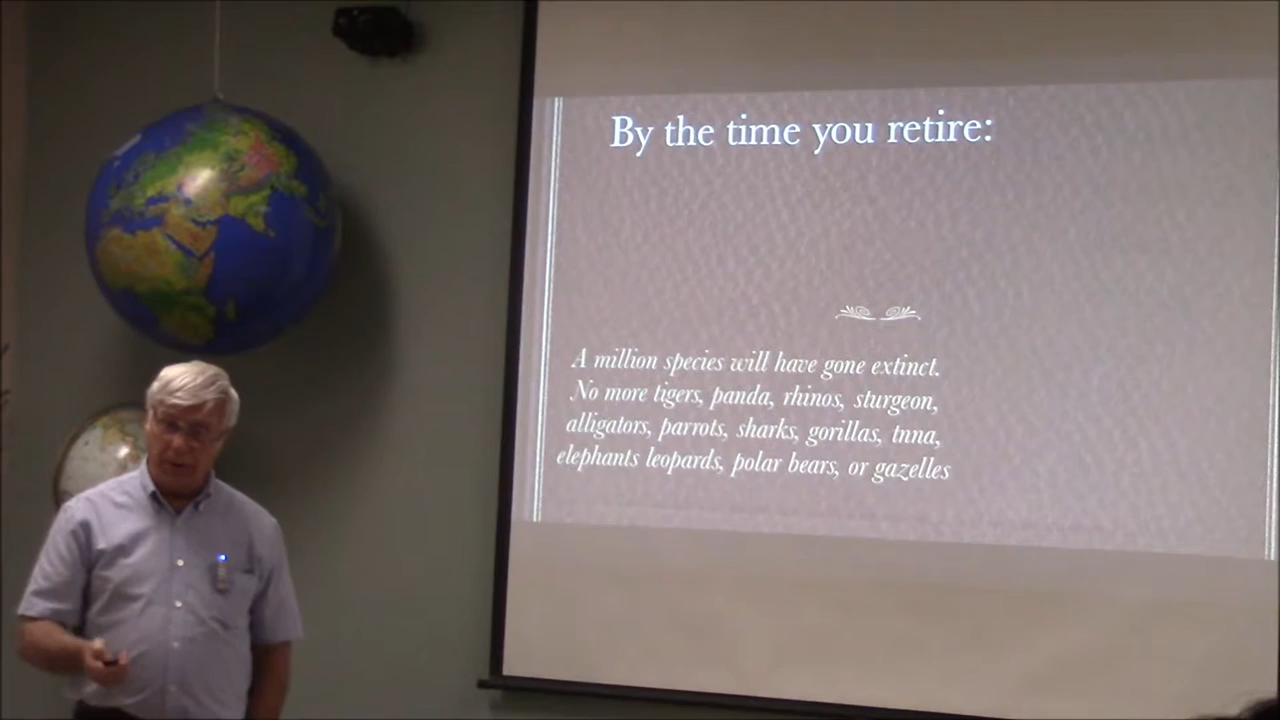 By the time you retire:
A million species will have gone extinct.
No more tigers, panda, rhinos, sturgeon,
alligators, parrots, sharks, gorillas, tnna,
elephants leopards, polar bears, or gazelles